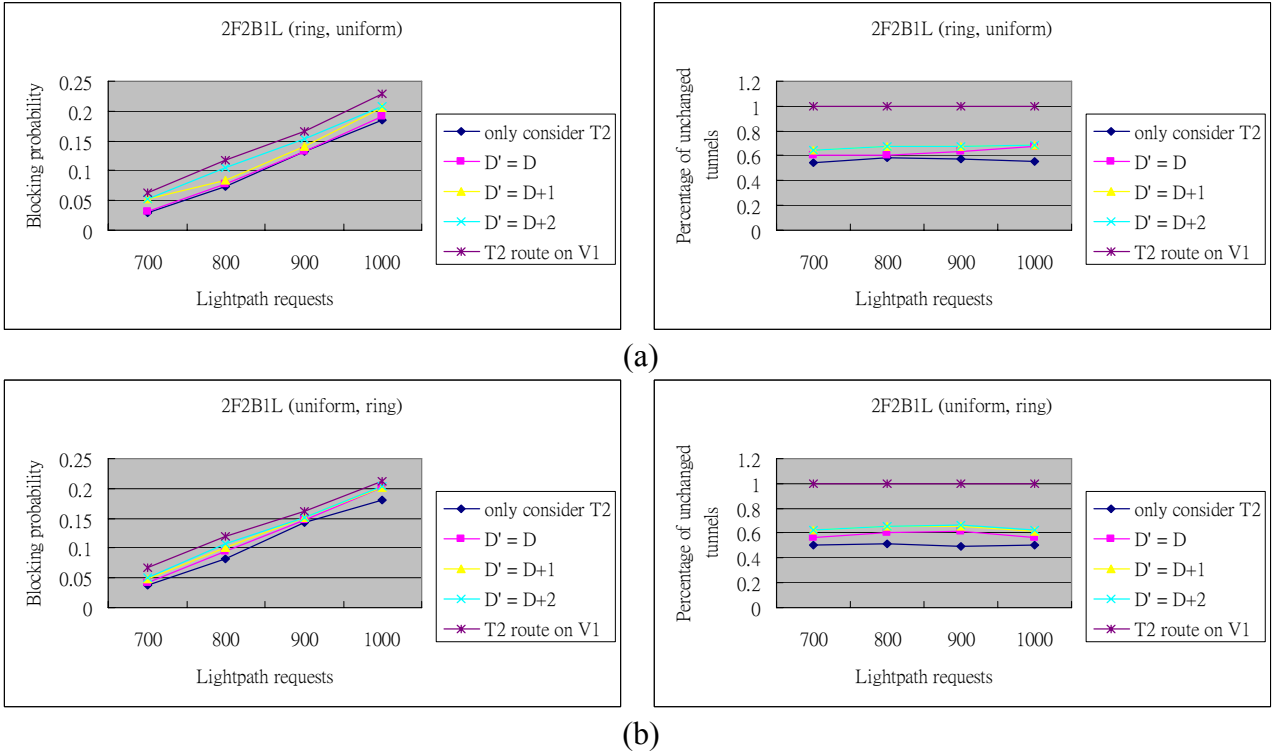 2F2B1L (ring, uniform)
Blocking probability
0.25
0.2
0.15
0.1
0.05
0
700 800 900 1000
Lightpath requests
only consider T2
D' = D
D' = D+1
D' = D+2
T2 route on V1
2F2B1L (ring, uniform)
Percentage of unchanged
tunnels
1.2
1
0.8
0.6
0.4
0.2
0
700 800 900 1000
Lightpath requests
only consider T2
D' = D
D' = D+1
D' = D+2
T2 route on V1
(a)
2F2B1L (uniform, ring)
Blocking probability
0.25
0.2
0.15
0.1
0.05
0
700 800 900 1000
Lightpath requests
only consider T2
D' = D
D' = D+1
D' = D+2
T2 route on V1
2F2B1L (uniform, ring)
Percentage of unchanged
tunnels
1.2
1
0.8
0.6
0.4
0.2
0
700 800 900 1000
Lightpath requests
only consider T2
D' = D
D' = D+1
D' = D+2
T2 route on V1
(b)